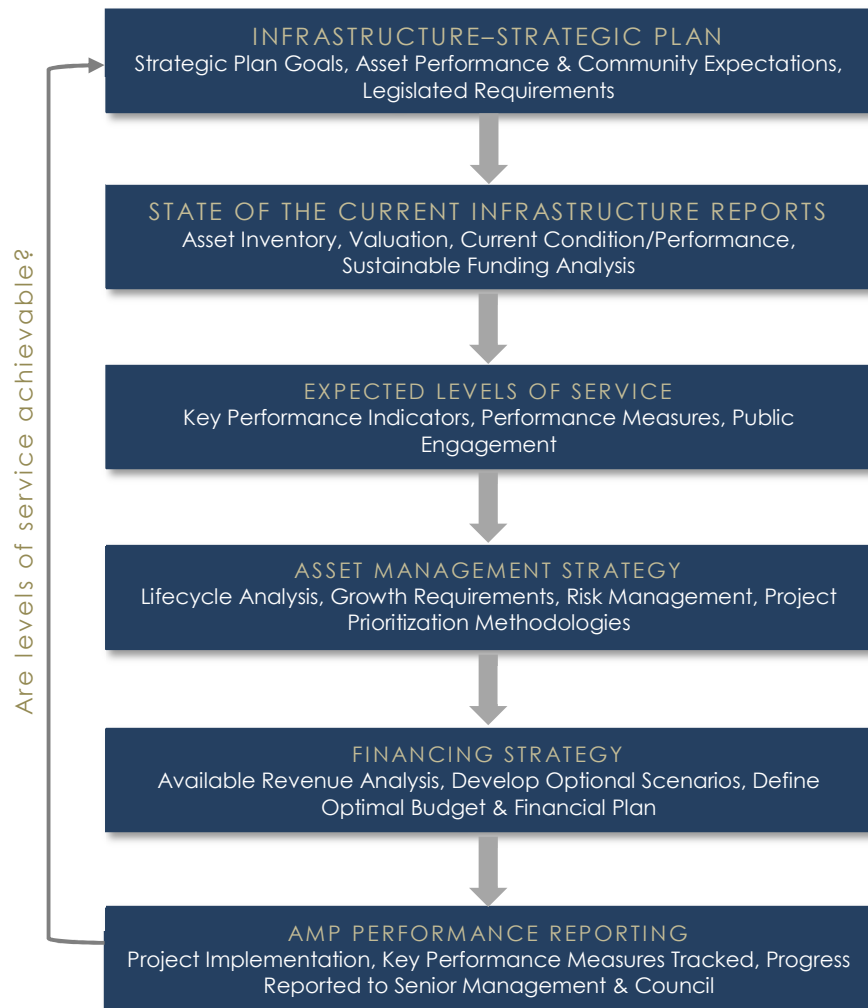 INFRASTRUCTURE–STRATEGIC PLAN
Strategic Plan Goals, Asset Performance & Community Expectations,
Legislated Requirements
STATE OF THE CURRENT INFRASTRUCTURE REPORTS
Asset Inventory, Valuation, Current Condition/Performance,
Sustainable Funding Analysis
EXPECTED LEVELS OF SERVICE
Key Performance Indicators, Performance Measures, Public
Engagement
ASSET MANAGEMENT STRATEGY
Lifecycle Analysis, Growth Requirements, Risk Management, Project
Prioritization Methodologies
FINANCING STRATEGY
Available Revenue Analysis, Develop Optional Scenarios, Define
Optimal Budget & Financial Plan
AMP PERFORMANCE REPORTING
Project Implementation, Key Performance Measures Tracked, Progress
Reported to Senior Management & Council
Are levels of service achievable?